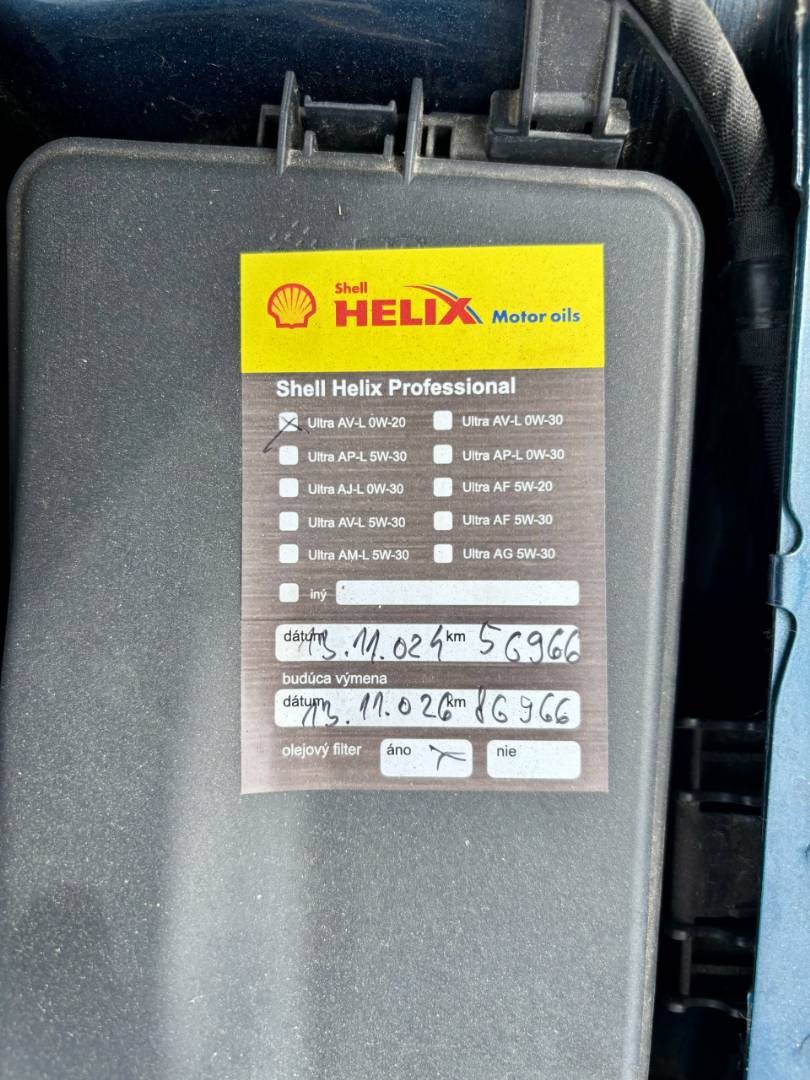 Shell
HELIX Motor oils
Shell Helix Professional
Ultra AV-L 0W-20 Ultra AV-L 0W-30
Ultra AP-L 5W-30 Ultra AP-L 0W-30
Ultra AJ-L 0W-30 Ultra AF 5W-20
Ultra AV-L 5W-30 Ultra AF 5W-30
Ultra AM-L 5W-30 Ultra AG 5W-30
iný
dátum 13.11.024 km 56966
budúca výmena
dátum 13.11.026 km 86966
olejový filter áno nie